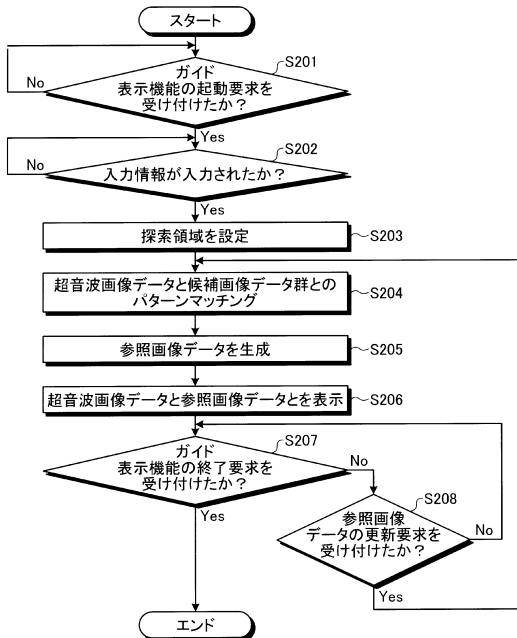 スタート
S201
ガイド
表示機能の起動要求を
受け付けたか？
No
Yes
S202
入力情報が入力されたか？
No
Yes
探索領域を設定
S203
超音波画像データと候補画像データ群との
パターンマッチング
S204
参照画像データを生成
S205
超音波画像データと参照画像データとを表示
S206
S207
ガイド
表示機能の終了要求を
受け付けたか？
No
Yes
S208
参照画像
データの更新要求を
受け付けたか？
No
Yes
エンド